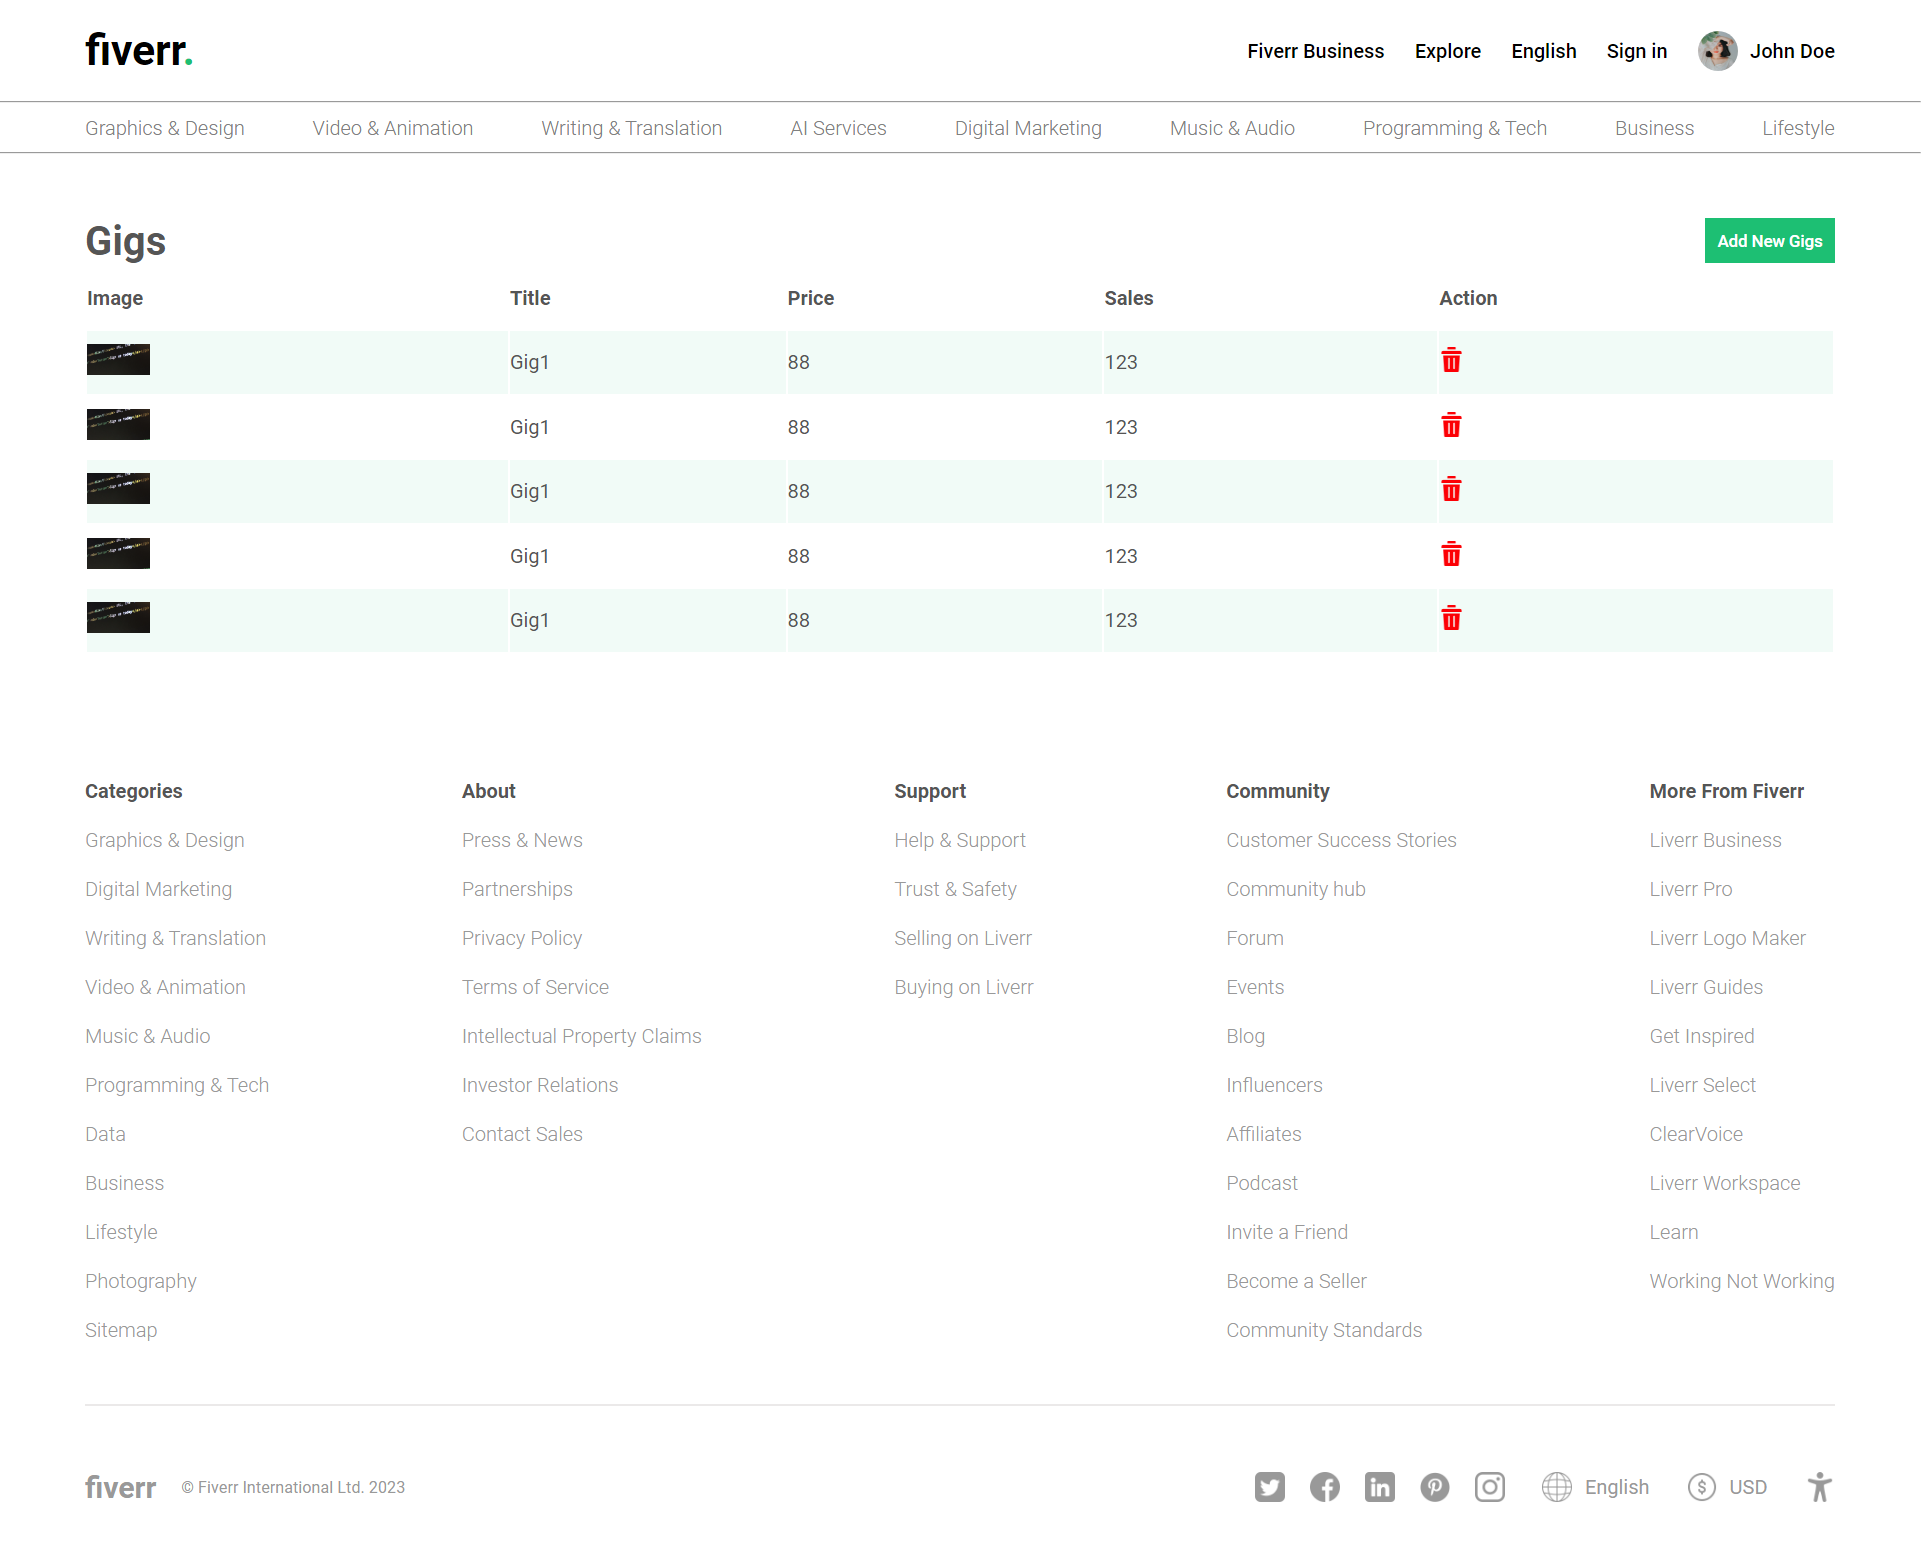 fiverr.
Fiverr Business Explore English Sign in John Doe
Graphics & Design Video & Animation Writing & Translation AI Services Digital Marketing Music & Audio Programming & Tech Business Lifestyle
Gigs
Add New Gigs
Image Title Price Sales Action
Gig1 88 123
Gig1 88 123
Gig1 88 123
Gig1 88 123
Gig1 88 123
Categories
Graphics & Design
Digital Marketing
Writing & Translation
Video & Animation
Music & Audio
Programming & Tech
Data
Business
Lifestyle
Photography
Sitemap
About
Press & News
Partnerships
Privacy Policy
Terms of Service
Intellectual Property Claims
Investor Relations
Contact Sales
Support
Help & Support
Trust & Safety
Selling on Liverr
Buying on Liverr
Community
Customer Success Stories
Community hub
Forum
Events
Blog
Influencers
Affiliates
Podcast
Invite a Friend
Become a Seller
Community Standards
More From Fiverr
Liverr Business
Liverr Pro
Liverr Logo Maker
Liverr Guides
Get Inspired
Liverr Select
ClearVoice
Liverr Workspace
Learn
Working Not Working
fiverr © Fiverr International Ltd. 2023
English USD